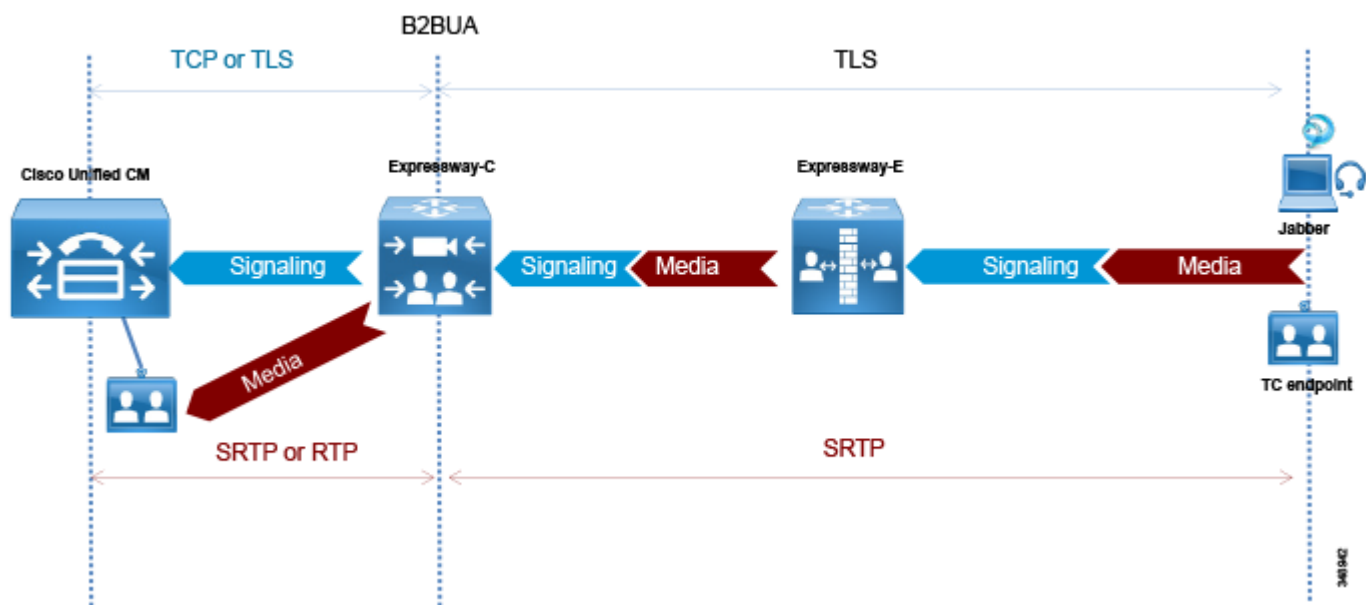 B2BUA
TCP or TLS
TLS
Cisco Unified CM
Expressway-C
Expressway-E
Jabber
Signaling
Signaling
Media
Signaling
Media
Media
TC endpoint
SRTP or RTP
SRTP
348942